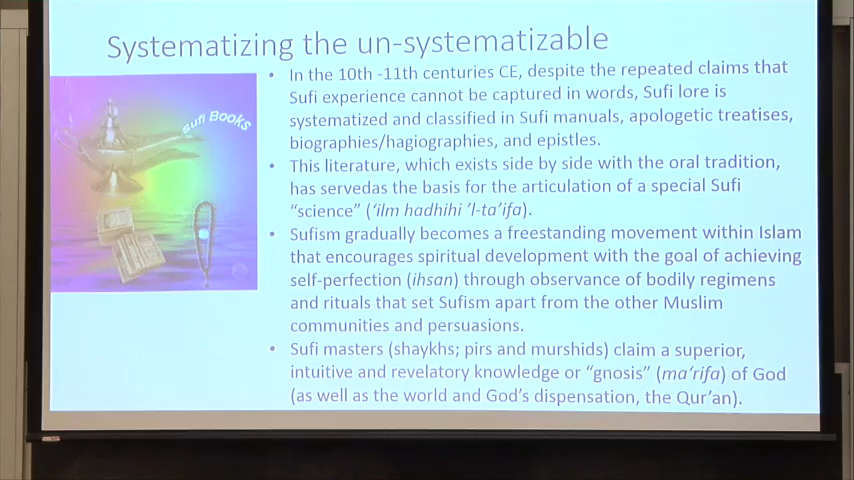 Systematizing the un-systematizable
Sufi Books
• In the 10th -11th centuries CE, despite the repeated claims that
Sufi experience cannot be captured in words, Sufi lore is
systematized and classified in Sufi manuals, apologetic treatises,
biographies/hagiographies, and epistles.
• This literature, which exists side by side with the oral tradition,
has servedas the basis for the articulation of a special Sufi
“science” (‘ilm hadhihi ’l-ta’ifa).
• Sufism gradually becomes a freestanding movement within Islam
that encourages spiritual development with the goal of achieving
self-perfection (ihsan) through observance of bodily regimens
and rituals that set Sufism apart from the other Muslim
communities and persuasions.
• Sufi masters (shaykhs; pirs and murshids) claim a superior,
intuitive and revelatory knowledge or “gnosis” (ma‘rifa) of God
(as well as the world and God’s dispensation, the Qur’an).